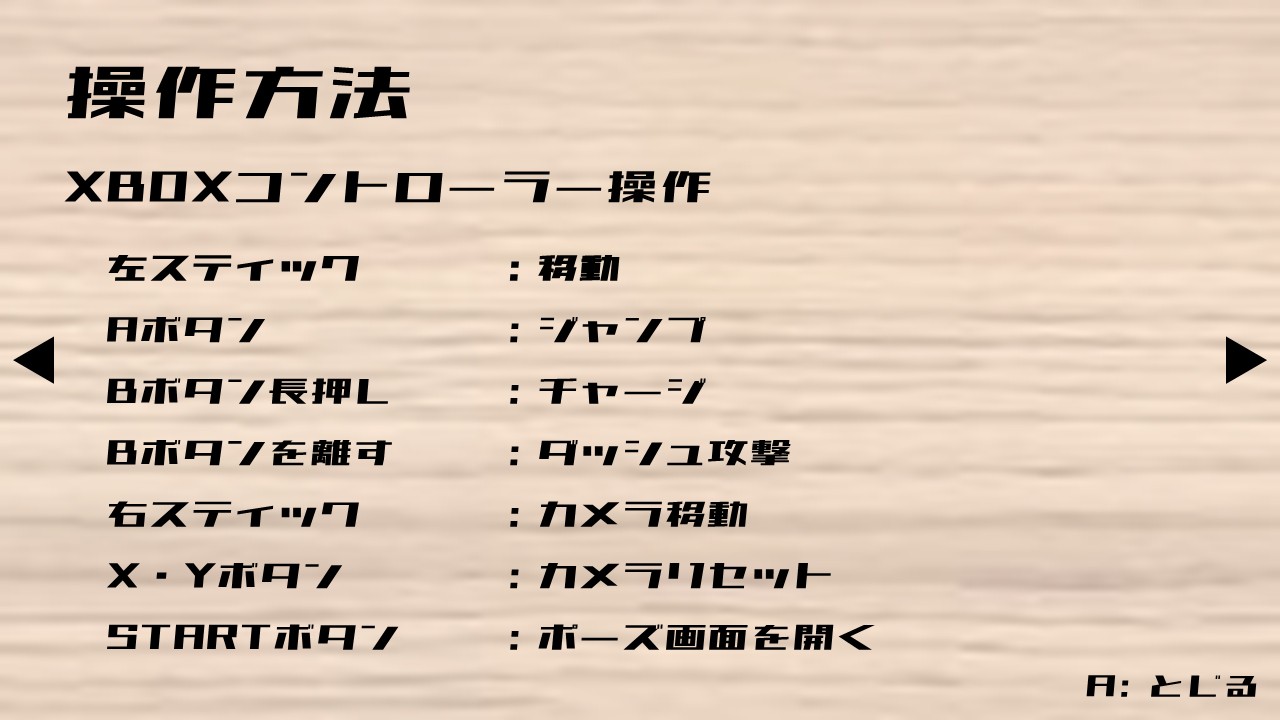 操作方法
XBOXコントローラー操作
左スティック : 移動
Aボタン : ジャンプ
Bボタン長押し : チャージ
Bボタンを離す : ダッシュ攻撃
右スティック : カメラ移動
X・Yボタン : カメラリセット
STARTボタン : ポーズ画面を開く
A: とじる